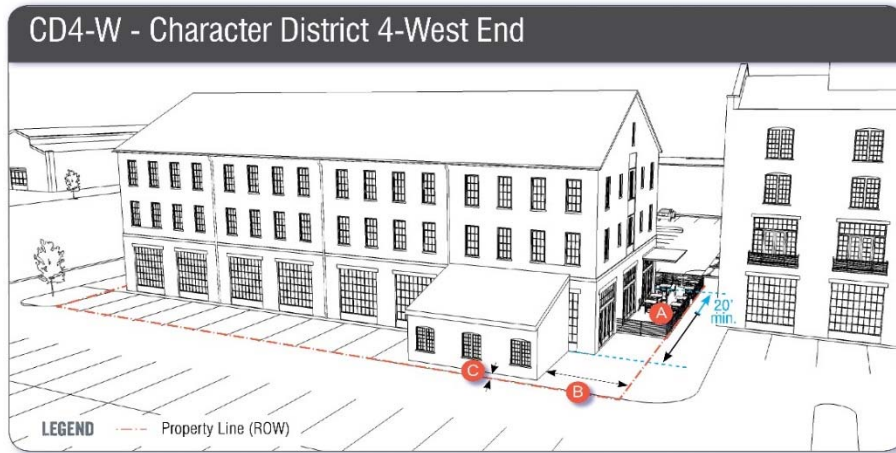 CD4-W - Character District 4-West End
A
20'
min.
C
B
LEGEND Property Line (ROW)